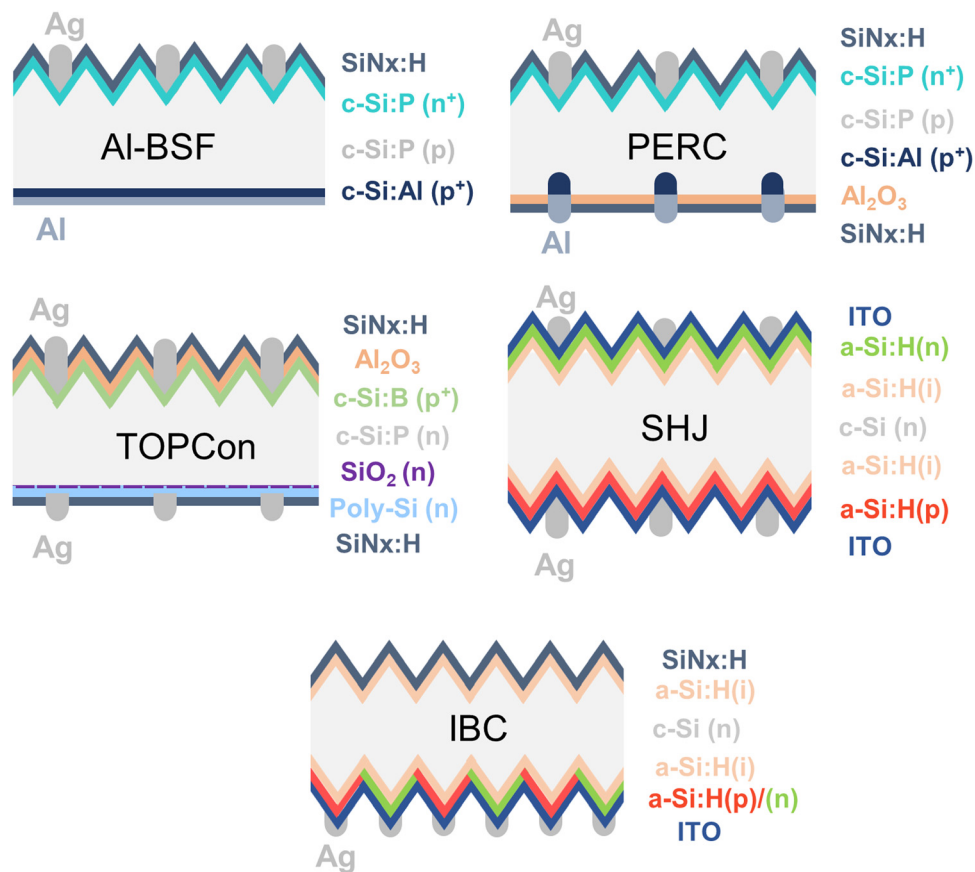 Ag
SiNx:H
c-Si:P (n⁺)
Al-BSF
c-Si:P (p)
c-Si:Al (p⁺)
Al
Ag
SiNx:H
c-Si:P (n⁺)
c-Si:P (p)
PERC
c-Si:Al (p⁺)
Al₂O₃
SiNx:H
Al
Ag
SiNx:H
Al₂O₃
c-Si:B (p⁺)
c-Si:P (n)
TOPCon
SiO₂ (n)
Poly-Si (n)
SiNx:H
Ag
Ag
ITO
a-Si:H(n)
a-Si:H(i)
c-Si (n)
SHJ
a-Si:H(i)
a-Si:H(p)
ITO
Ag
SiNx:H
a-Si:H(i)
c-Si (n)
IBC
a-Si:H(i)
a-Si:H(p)/(n)
ITO
Ag